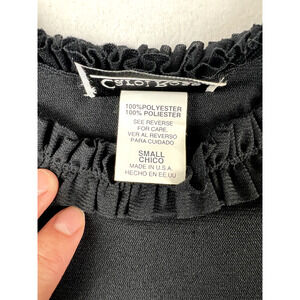 100%POLYESTER
100% POLIESTER
SEE REVERSE
FOR CARE.
VER AL REVERSO
PARA CUIDADO
SMALL
CHICO
MADE IN U.S.A.
HECHO EN EE.UU